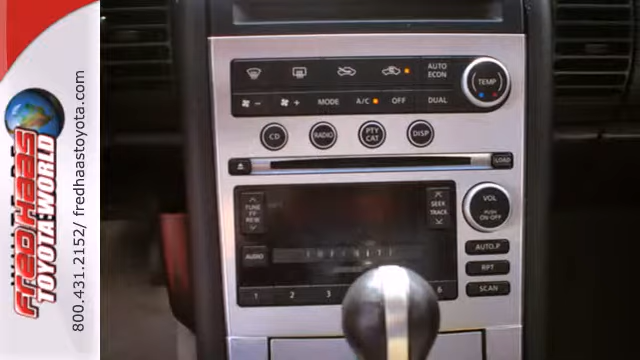 FRED HAAS
TOYOTA WORLD
800.431.2152/ fredhaastoyota.com
AUTO
ECON
TEMP
− + MODE A/C OFF DUAL
CD RADIO PTY
CAT DISP
LOAD
TUNE
FF
REW
SEEK
TRACK
VOL
PUSH
ON·OFF
AUDIO
AUTO.P
RPT
SCAN
1 2 3 6